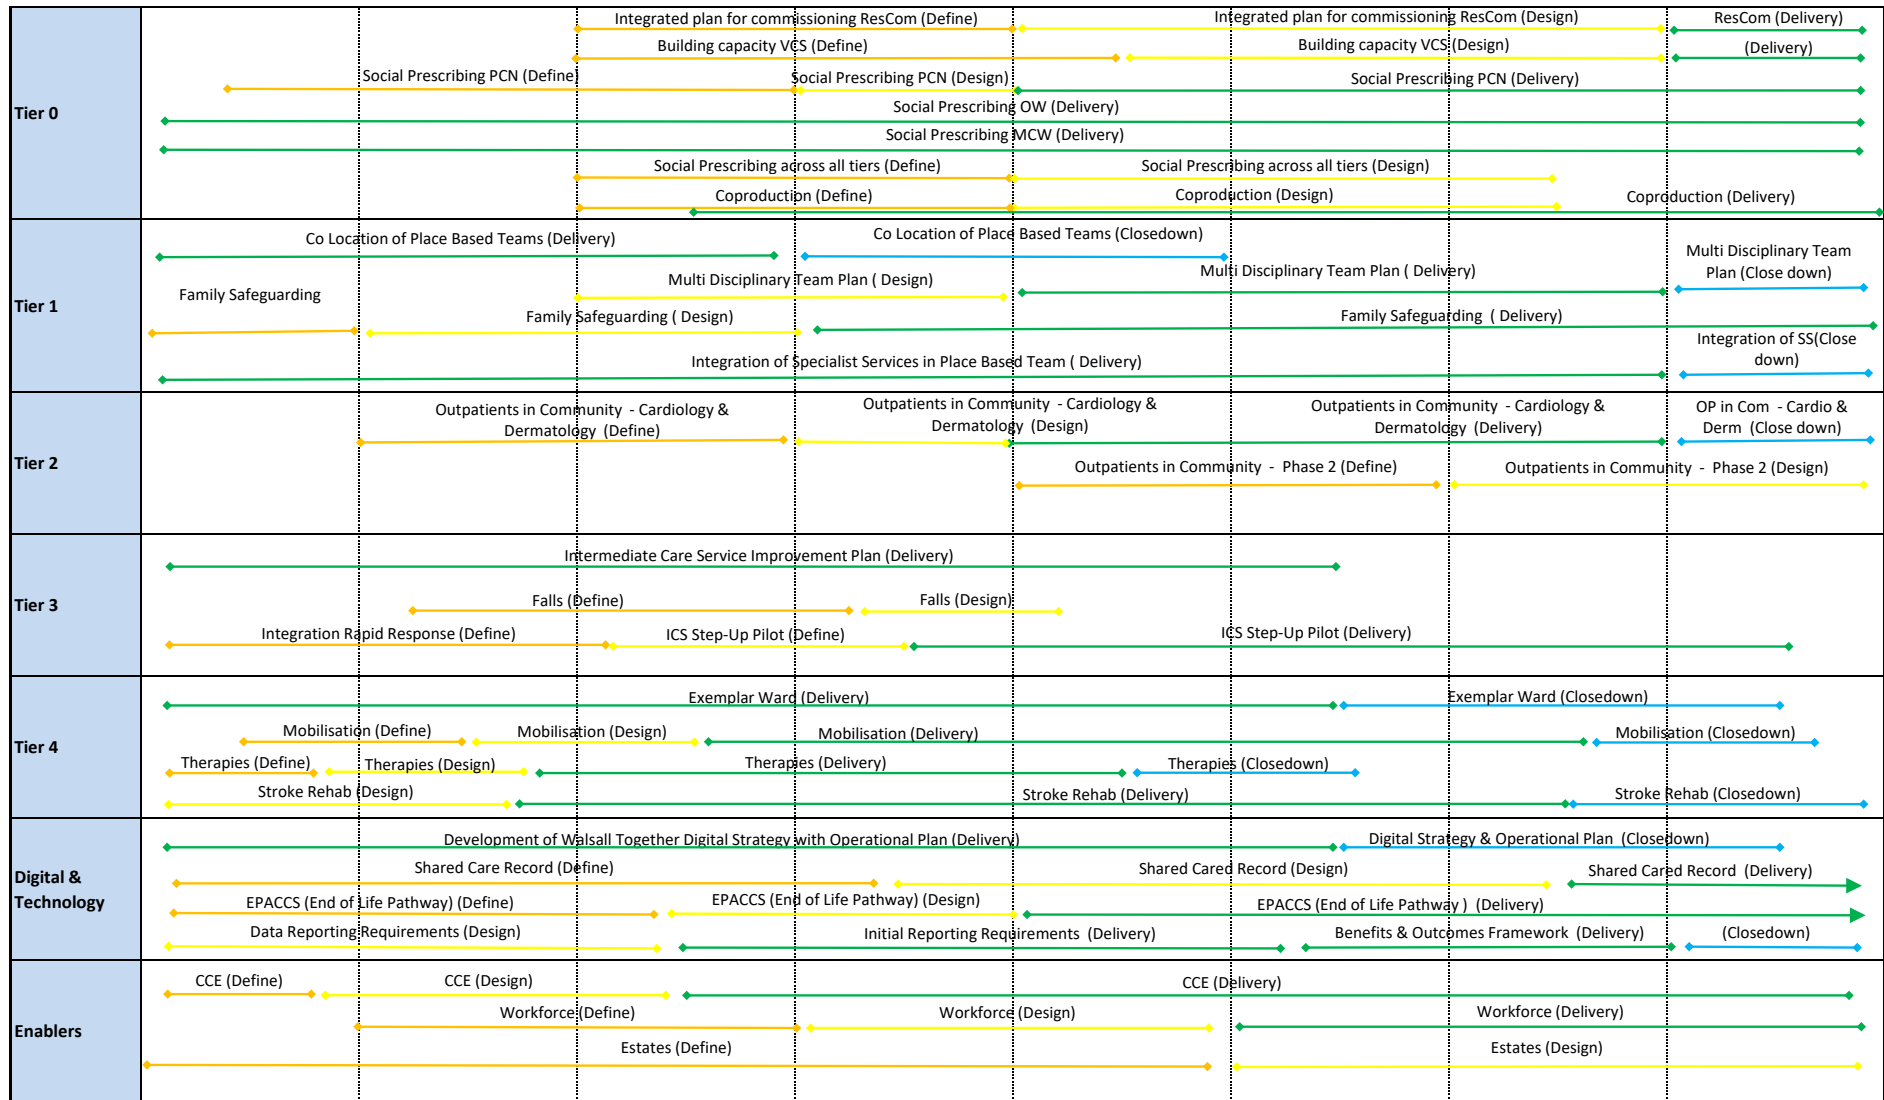 Integrated plan for commissioning ResCom (Define)
Integrated plan for commissioning ResCom (Design)
ResCom (Delivery)
Building capacity VCS (Define)
Building capacity VCS (Design)
(Delivery)
Social Prescribing PCN (Define)
Social Prescribing PCN (Design)
Social Prescribing PCN (Delivery)
Tier 0
Social Prescribing OW (Delivery)
Social Prescribing MCW (Delivery)
Social Prescribing across all tiers (Define)
Social Prescribing across all tiers (Design)
Coproduction (Define)
Coproduction (Design)
Coproduction (Delivery)
Co Location of Place Based Teams (Delivery)
Co Location of Place Based Teams (Closedown)
Multi Disciplinary Team
Plan (Close down)
Multi Disciplinary Team Plan ( Design)
Multi Disciplinary Team Plan ( Delivery)
Tier 1
Family Safeguarding
Family Safeguarding ( Design)
Family Safeguarding ( Delivery)
Integration of SS(Close
down)
Integration of Specialist Services in Place Based Team ( Delivery)
Tier 2
Outpatients in Community - Cardiology &
Dermatology (Define)
Outpatients in Community - Cardiology &
Dermatology (Design)
Outpatients in Community - Cardiology &
Dermatology (Delivery)
OP in Com - Cardio &
Derm (Close down)
Outpatients in Community - Phase 2 (Define)
Outpatients in Community - Phase 2 (Design)
Tier 3
Intermediate Care Service Improvement Plan (Delivery)
Falls (Define)
Falls (Design)
Integration Rapid Response (Define)
ICS Step-Up Pilot (Define)
ICS Step-Up Pilot (Delivery)
Tier 4
Exemplar Ward (Delivery)
Exemplar Ward (Closedown)
Mobilisation (Define)
Mobilisation (Design)
Mobilisation (Delivery)
Mobilisation (Closedown)
Therapies (Define)
Therapies (Design)
Therapies (Delivery)
Therapies (Closedown)
Stroke Rehab (Design)
Stroke Rehab (Delivery)
Stroke Rehab (Closedown)
Digital &
Technology
Development of Walsall Together Digital Strategy with Operational Plan (Delivery)
Digital Strategy & Operational Plan (Closedown)
Shared Care Record (Define)
Shared Cared Record (Design)
Shared Cared Record (Delivery)
EPACCS (End of Life Pathway) (Define)
EPACCS (End of Life Pathway) (Design)
EPACCS (End of Life Pathway ) (Delivery)
Data Reporting Requirements (Design)
Initial Reporting Requirements (Delivery)
Benefits & Outcomes Framework (Delivery)
(Closedown)
Enablers
CCE (Define)
CCE (Design)
CCE (Delivery)
Workforce (Define)
Workforce (Design)
Workforce (Delivery)
Estates (Define)
Estates (Design)